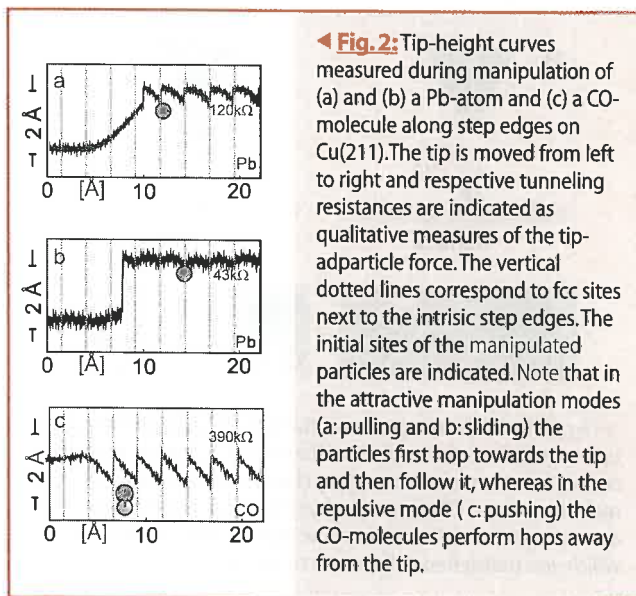 a
120kΩ
Pb
2 Å
0 [Å] 10 20
b
43kΩ
Pb
2 Å
0 [Å] 10 20
c
390kΩ
CO
2 Å
0 [Å] 10 20
◄ Fig. 2: Tip-height curves
measured during manipulation of
(a) and (b) a Pb-atom and (c) a CO-
molecule along step edges on
Cu(211).The tip is moved from left
to right and respective tunneling
resistances are indicated as
qualitative measures of the tip-
adparticle force. The vertical
dotted lines correspond to fcc sites
next to the intrisic step edges. The
initial sites of the manipulated
particles are indicated. Note that in
the attractive manipulation modes
(a: pulling and b: sliding) the
particles first hop towards the tip
and then follow it, whereas in the
repulsive mode ( c: pushing) the
CO-molecules perform hops away
from the tip.